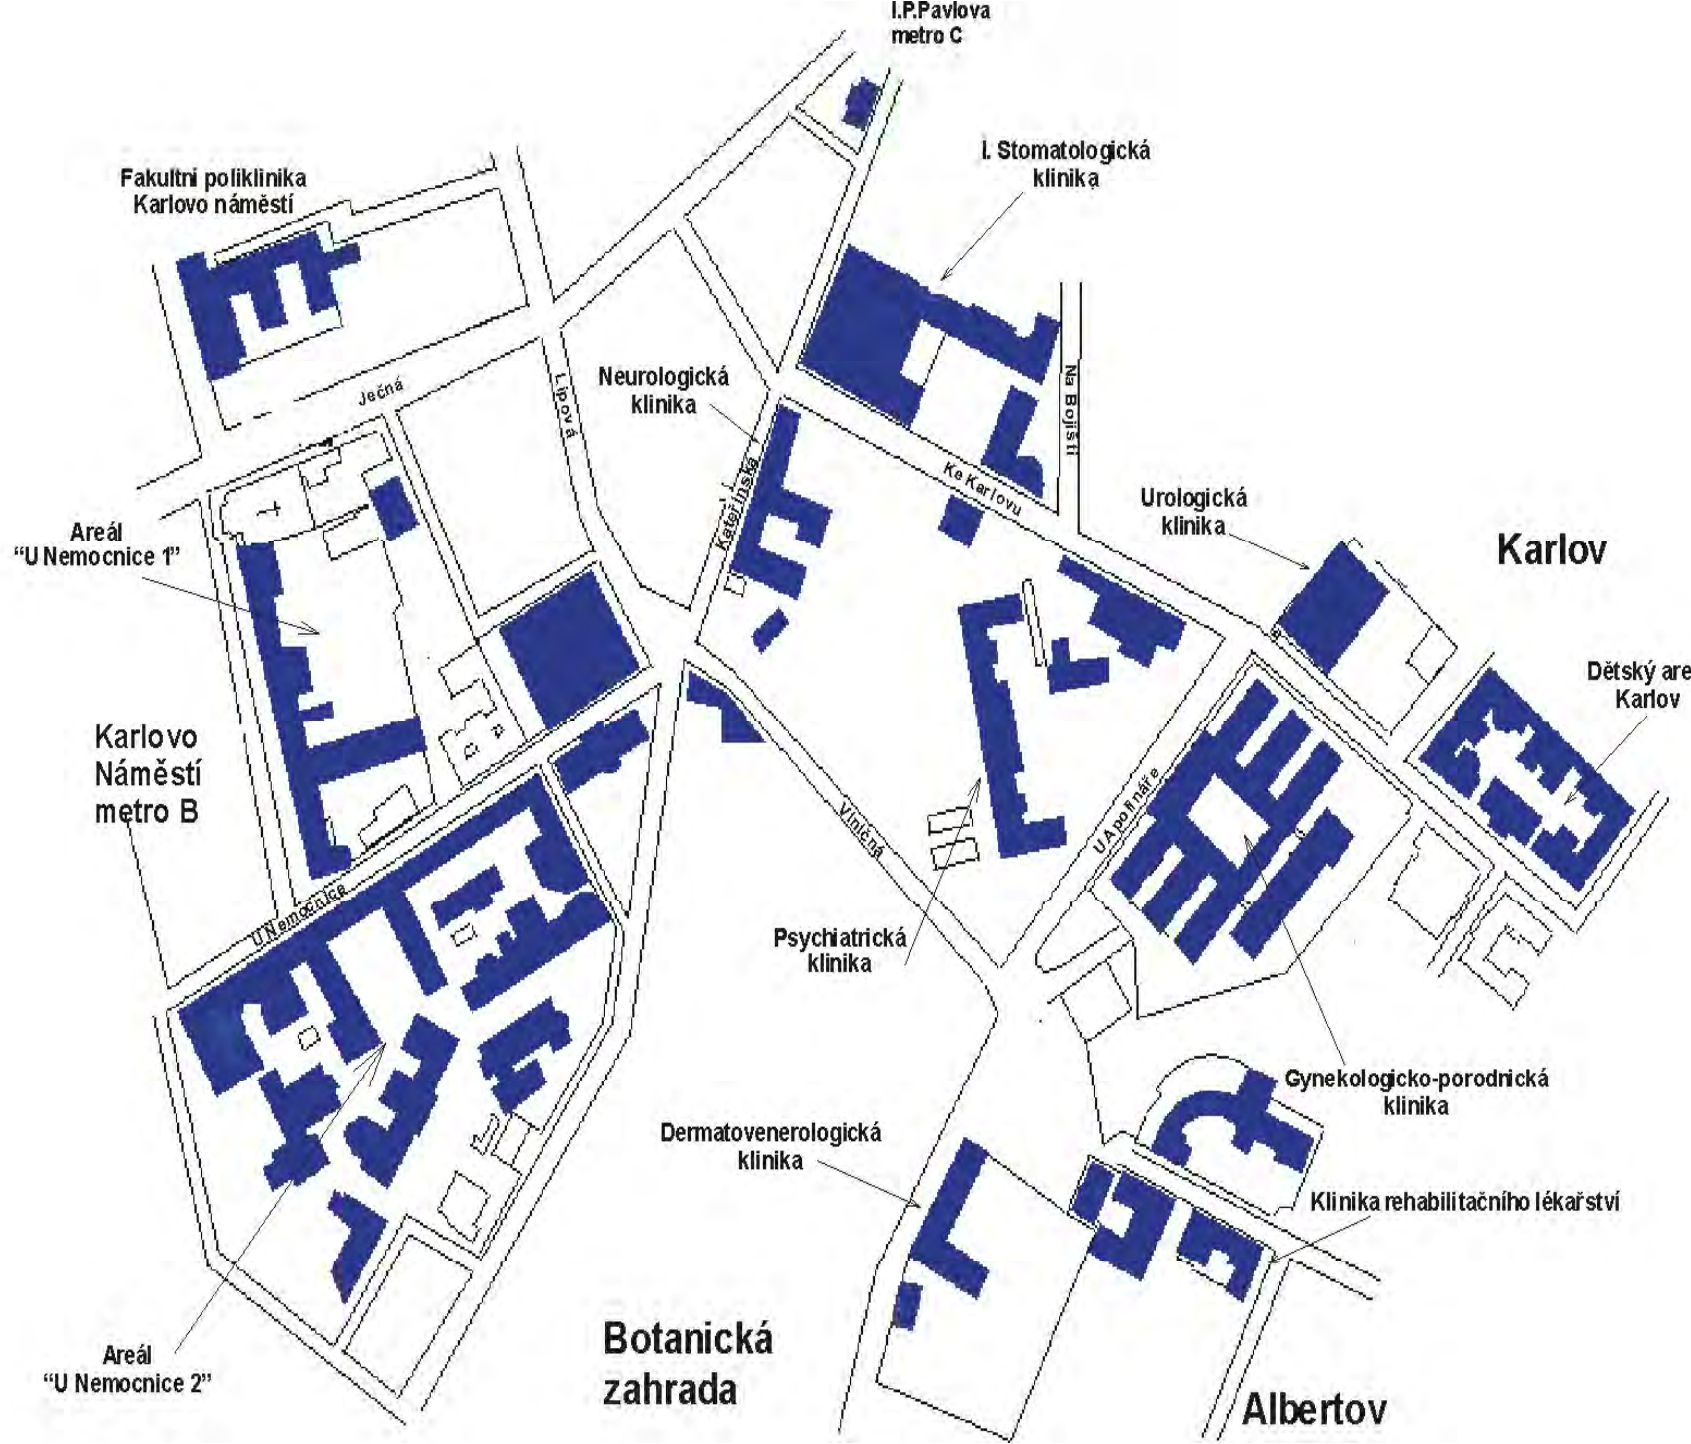 I.P.Pavlova
metro C
I. Stomatologická
klinika
Fakultni poliklinika
Karlovo náměstí
Ječná
Lípová
Neurologická
klinika
Na Bojišti
Kateřinská
Ke Karlovu
Urologická
klinika
Karlov
Areál
“U Nemocnice 1”
Dětský are
Karlov
Karlovo
Náměstí
metro B
Viničná
U Apolináře
U Nemocnice
Psychiatrická
klinika
Gynekologicko-porodnická
klinika
Dermatovenerologická
klinika
Klinika rehabilitačního lékařství
Areál
“U Nemocnice 2”
Botanická
zahrada
Albertov